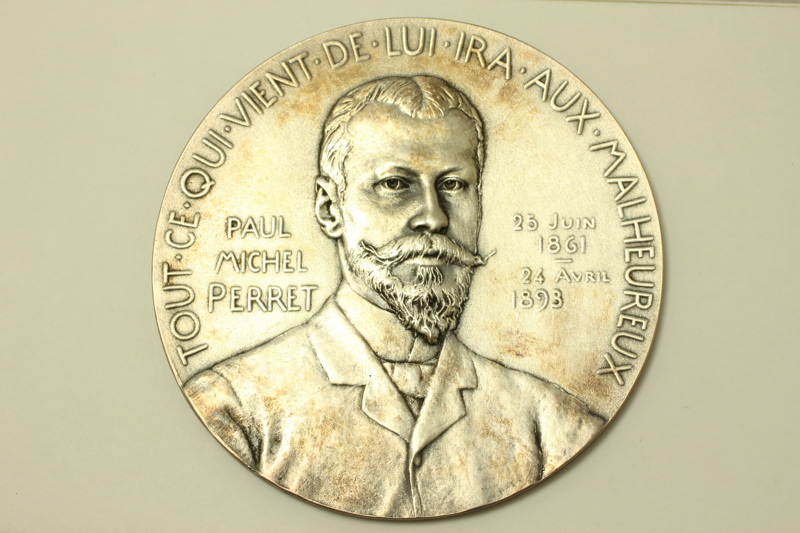 TOUT·CE·QUI·VIENT·DE·LUI·IRA·AUX·MALHEUREUX
PAUL
MICHEL
PERRET
25 JUIN
1861
—
24 AVRIL
1893